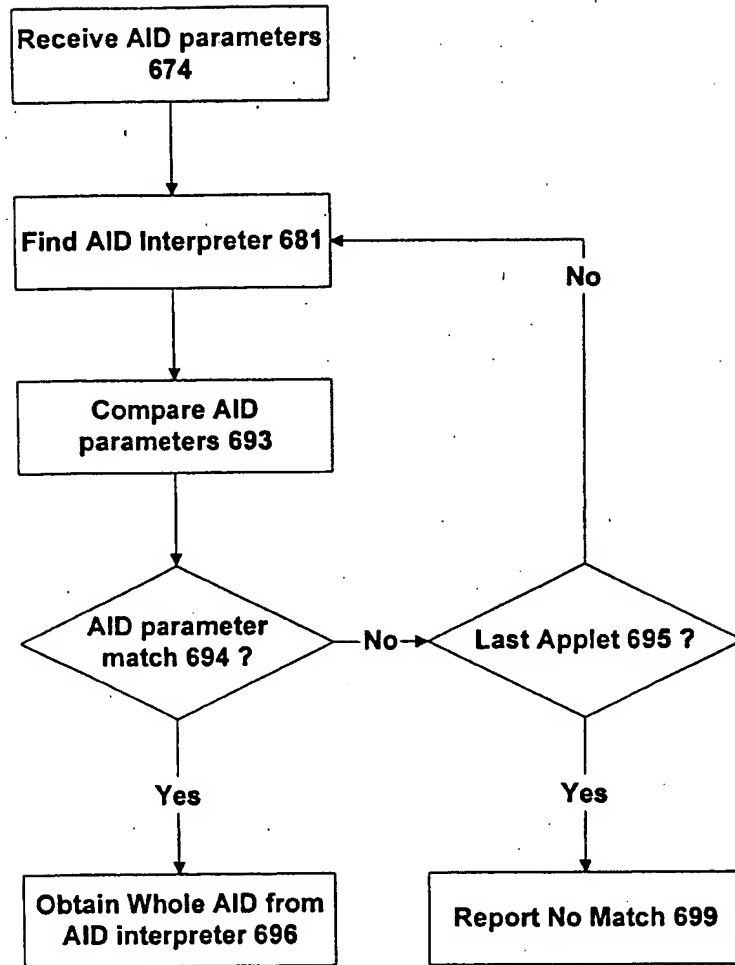 Receive AID parameters
674
Find AID Interpreter 681
No
Compare AID
parameters 693
AID parameter
match 694 ?
No
Last Applet 695 ?
Yes
Yes
Obtain Whole AID from
AID interpreter 696
Report No Match 699